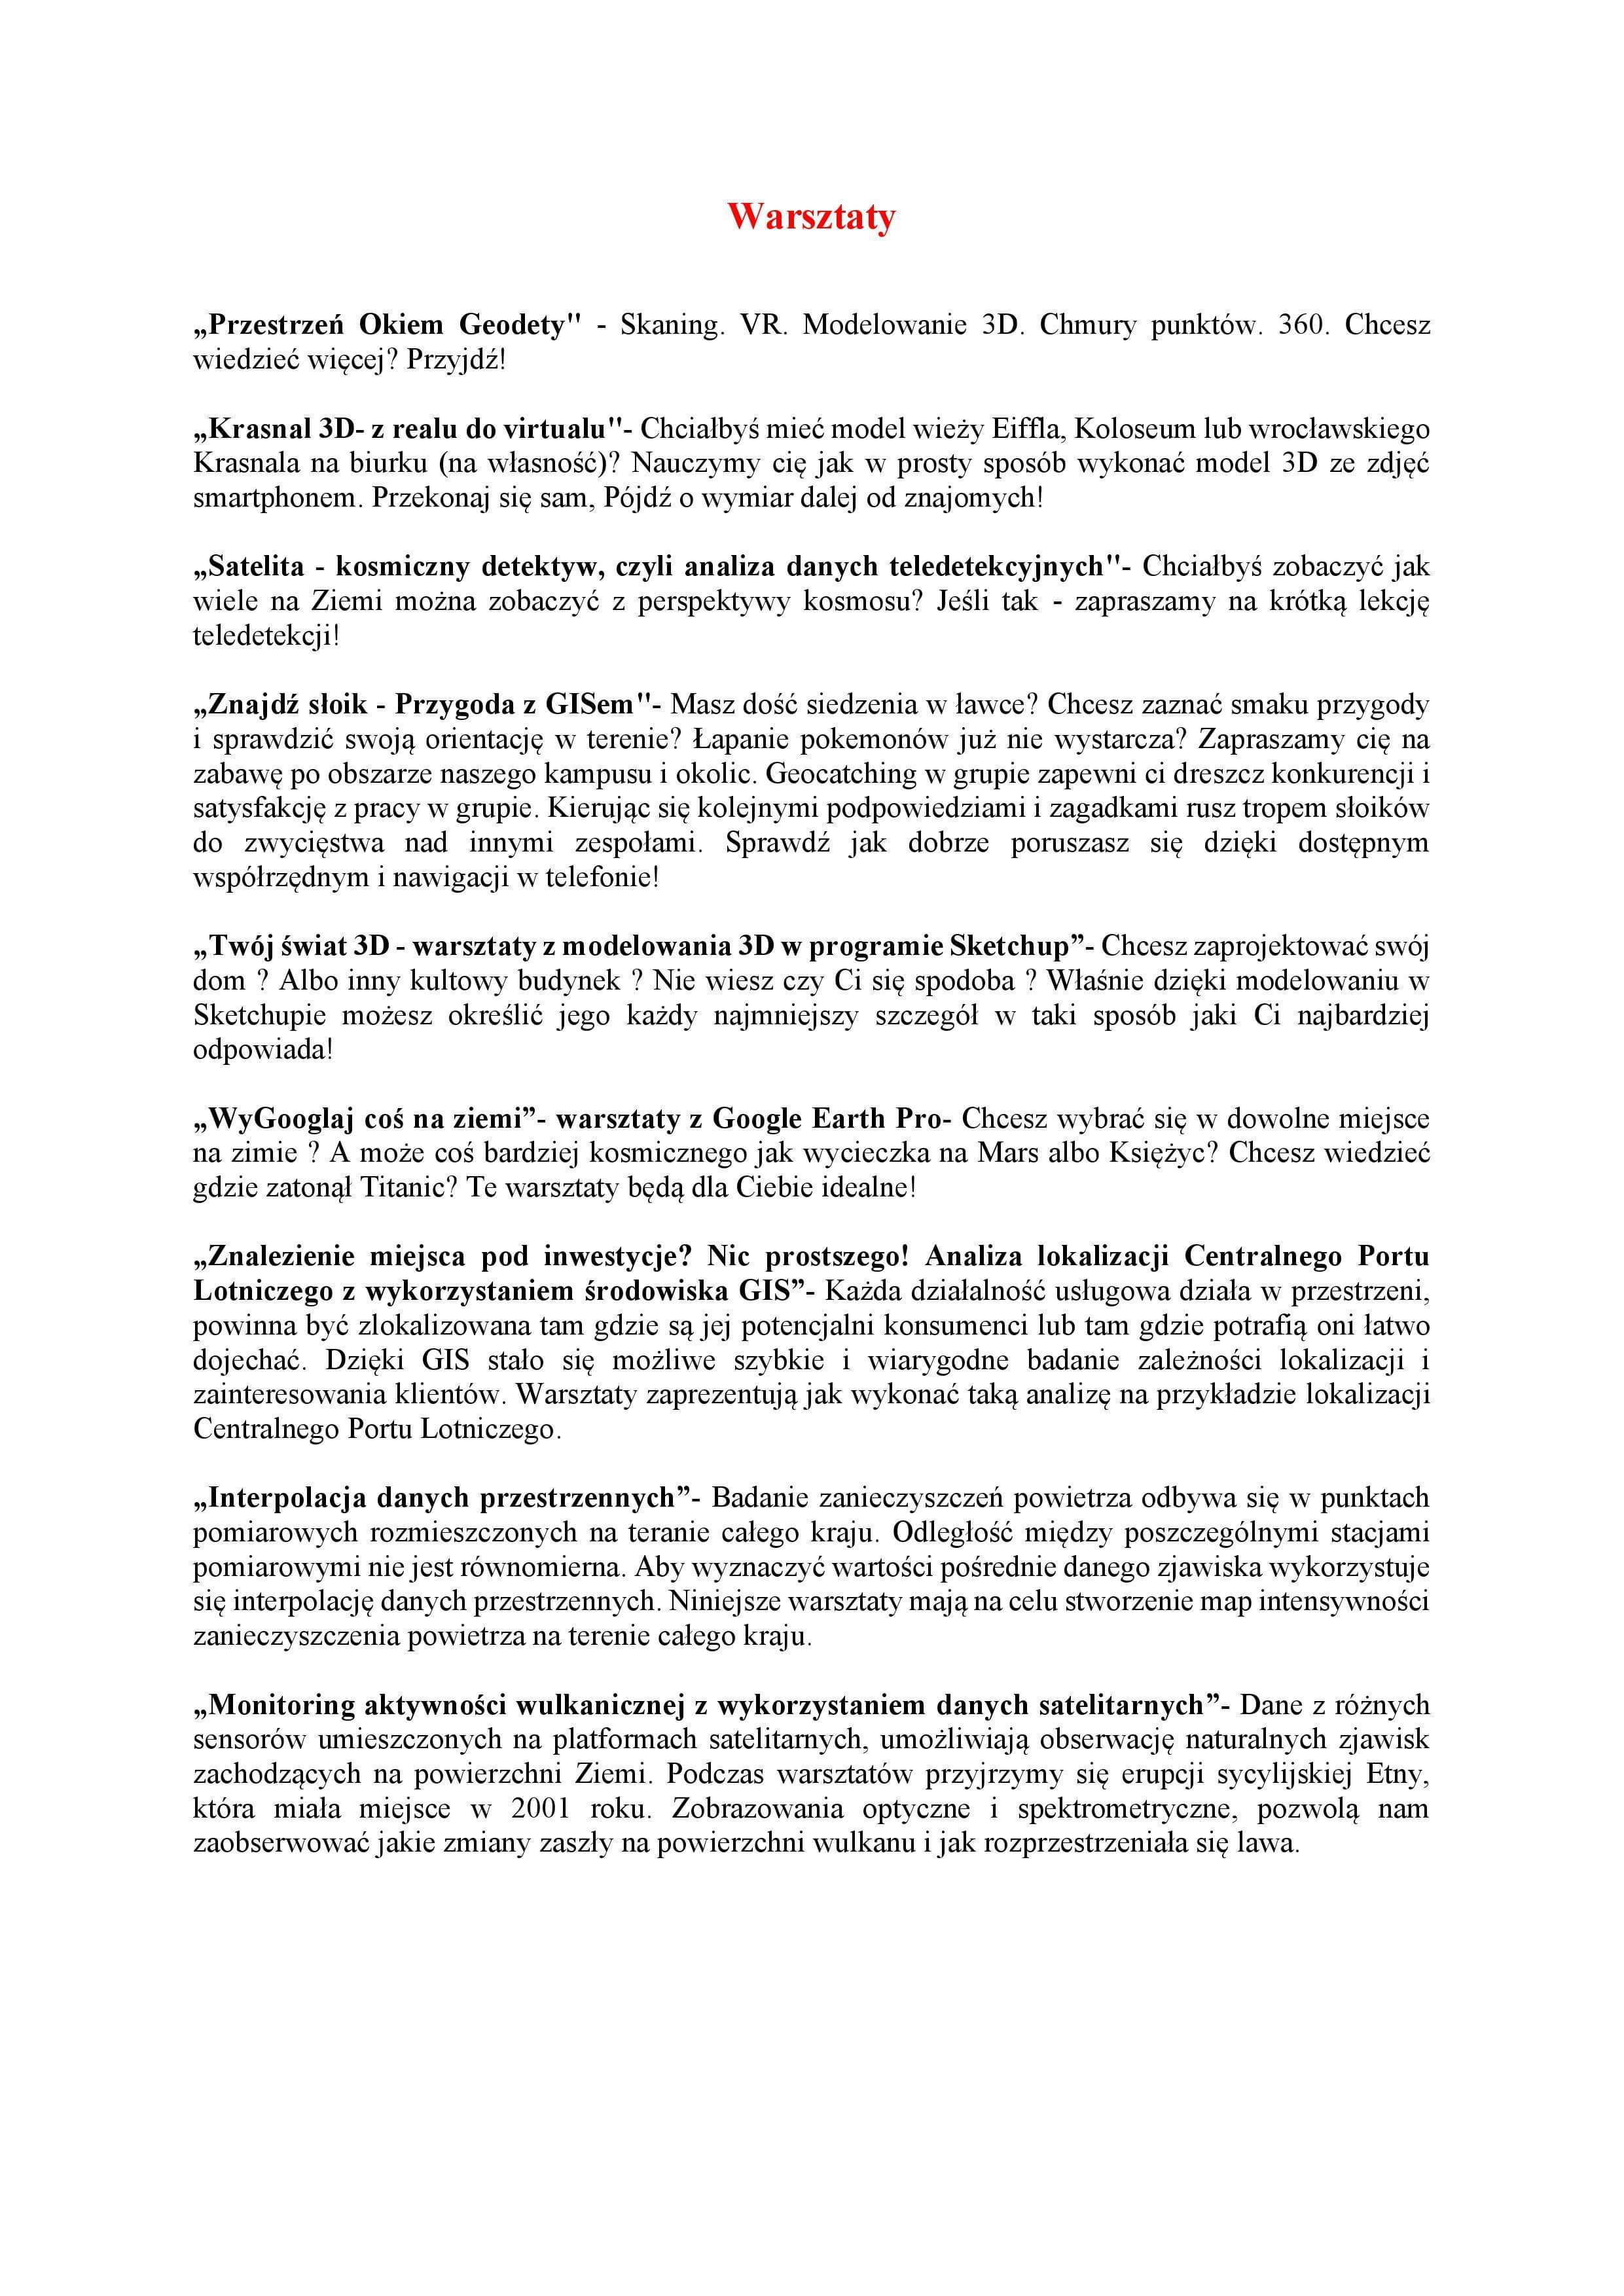 Warsztaty
„Przestrzeń Okiem Geodety" - Skaning. VR. Modelowanie 3D. Chmury punktów. 360. Chcesz
wiedzieć więcej? Przyjdź!
„Krasnal 3D- z realu do virtualu"- Chciałbyś mieć model wieży Eiffla, Koloseum lub wrocławskiego
Krasnala na biurku (na własność)? Nauczymy cię jak w prosty sposób wykonać model 3D ze zdjęć
smartphonem. Przekonaj się sam, Pójdź o wymiar dalej od znajomych!
„Satelita - kosmiczny detektyw, czyli analiza danych teledetekcyjnych"- Chciałbyś zobaczyć jak
wiele na Ziemi można zobaczyć z perspektywy kosmosu? Jeśli tak - zapraszamy na krótką lekcję
teledetekcji!
„Znajdź słoik - Przygoda z GISem"- Masz dość siedzenia w ławce? Chcesz zaznać smaku przygody
i sprawdzić swoją orientację w terenie? Łapanie pokemonów już nie wystarcza? Zapraszamy cię na
zabawę po obszarze naszego kampusu i okolic. Geocatching w grupie zapewni ci dreszcz konkurencji i
satysfakcję z pracy w grupie. Kierując się kolejnymi podpowiedziami i zagadkami rusz tropem słoików
do zwycięstwa nad innymi zespołami. Sprawdź jak dobrze poruszasz się dzięki dostępnym
współrzędnym i nawigacji w telefonie!
„Twój świat 3D - warsztaty z modelowania 3D w programie Sketchup”- Chcesz zaprojektować swój
dom ? Albo inny kultowy budynek ? Nie wiesz czy Ci się spodoba ? Właśnie dzięki modelowaniu w
Sketchupie możesz określić jego każdy najmniejszy szczegół w taki sposób jaki Ci najbardziej
odpowiada!
„WyGooglaj coś na ziemi”- warsztaty z Google Earth Pro- Chcesz wybrać się w dowolne miejsce
na zimie ? A może coś bardziej kosmicznego jak wycieczka na Mars albo Księżyc? Chcesz wiedzieć
gdzie zatonął Titanic? Te warsztaty będą dla Ciebie idealne!
„Znalezienie miejsca pod inwestycje? Nic prostszego! Analiza lokalizacji Centralnego Portu
Lotniczego z wykorzystaniem środowiska GIS”- Każda działalność usługowa działa w przestrzeni,
powinna być zlokalizowana tam gdzie są jej potencjalni konsumenci lub tam gdzie potrafią oni łatwo
dojechać. Dzięki GIS stało się możliwe szybkie i wiarygodne badanie zależności lokalizacji i
zainteresowania klientów. Warsztaty zaprezentują jak wykonać taką analizę na przykładzie lokalizacji
Centralnego Portu Lotniczego.
„Interpolacja danych przestrzennych”- Badanie zanieczyszczeń powietrza odbywa się w punktach
pomiarowych rozmieszczonych na teranie całego kraju. Odległość między poszczególnymi stacjami
pomiarowymi nie jest równomierna. Aby wyznaczyć wartości pośrednie danego zjawiska wykorzystuje
się interpolację danych przestrzennych. Niniejsze warsztaty mają na celu stworzenie map intensywności
zanieczyszczenia powietrza na terenie całego kraju.
„Monitoring aktywności wulkanicznej z wykorzystaniem danych satelitarnych”- Dane z różnych
sensorów umieszczonych na platformach satelitarnych, umożliwiają obserwację naturalnych zjawisk
zachodzących na powierzchni Ziemi. Podczas warsztatów przyjrzymy się erupcji sycylijskiej Etny,
która miała miejsce w 2001 roku. Zobrazowania optyczne i spektrometryczne, pozwolą nam
zaobserwować jakie zmiany zaszły na powierzchni wulkanu i jak rozprzestrzeniała się lawa.